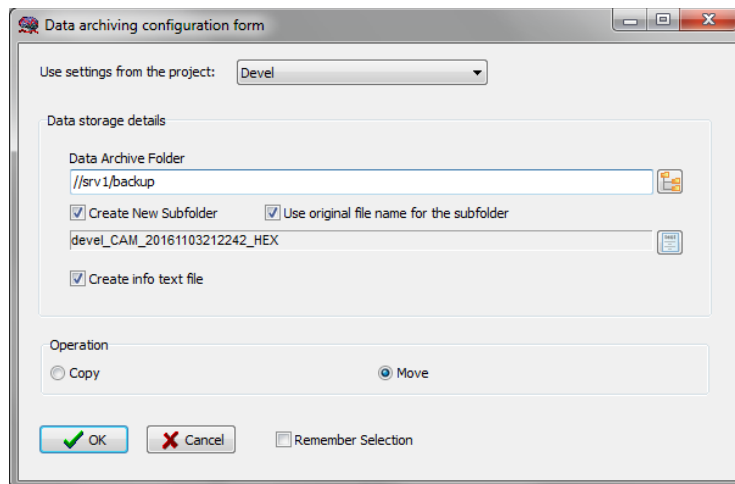 Data archiving configuration form
Use settings from the project: Devel
Data storage details
Data Archive Folder
//srv1/backup
Create New Subfolder Use original file name for the subfolder
devel_CAM_20161103212242_HEX
Create info text file
Operation
Copy Move
OK Cancel Remember Selection